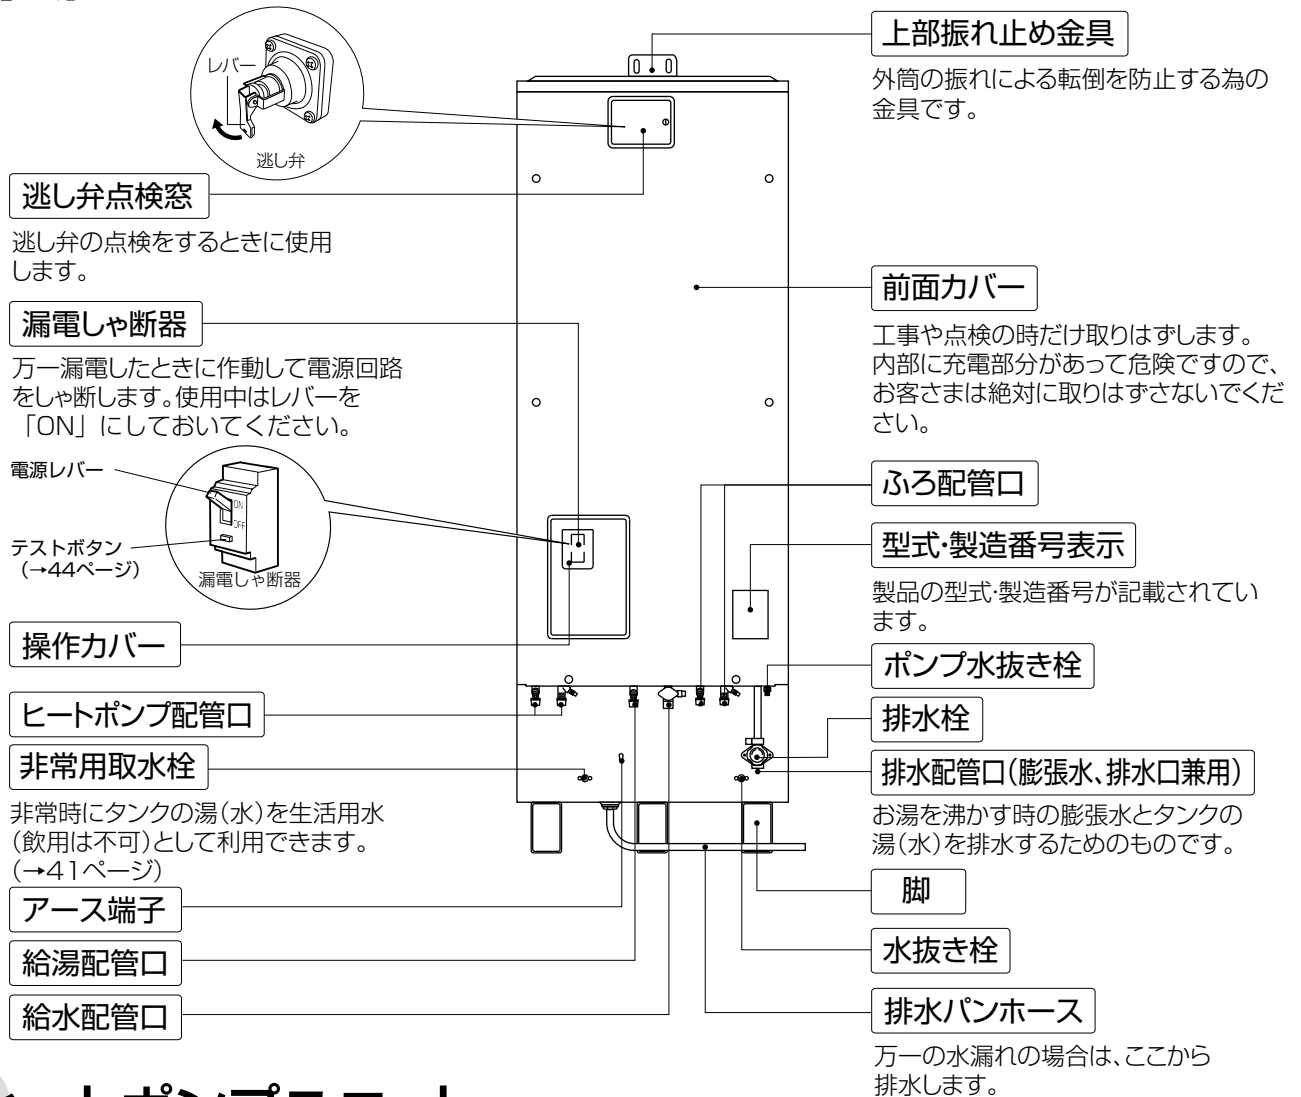 レバー
逃し弁
逃し弁点検窓
逃し弁の点検をするときに使用
します。
漏電しゃ断器
万一漏電したときに作動して電源回路
をしゃ断します。使用中はレバーを
「ON」にしておいてください。
電源レバー
ON
OFF
テストボタン
(→44ページ)
漏電しゃ断器
操作カバー
ヒートポンプ配管口
非常用取水栓
非常時にタンクの湯(水)を生活用水
(飲用は不可)として利用できます。
(→41ページ)
アース端子
給湯配管口
給水配管口
上部振れ止め金具
外筒の振れによる転倒を防止する為の
金具です。
前面カバー
工事や点検の時だけ取りはずします。
内部に充電部分があって危険ですので、
お客さまは絶対に取りはずさないでくだ
さい。
ふろ配管口
型式・製造番号表示
製品の型式・製造番号が記載されてい
ます。
ポンプ水抜き栓
排水栓
排水配管口(膨張水、排水口兼用)
お湯を沸かす時の膨張水とタンクの
湯(水)を排水するためのものです。
脚
水抜き栓
排水パンホース
万一の水漏れの場合は、ここから
排水します。